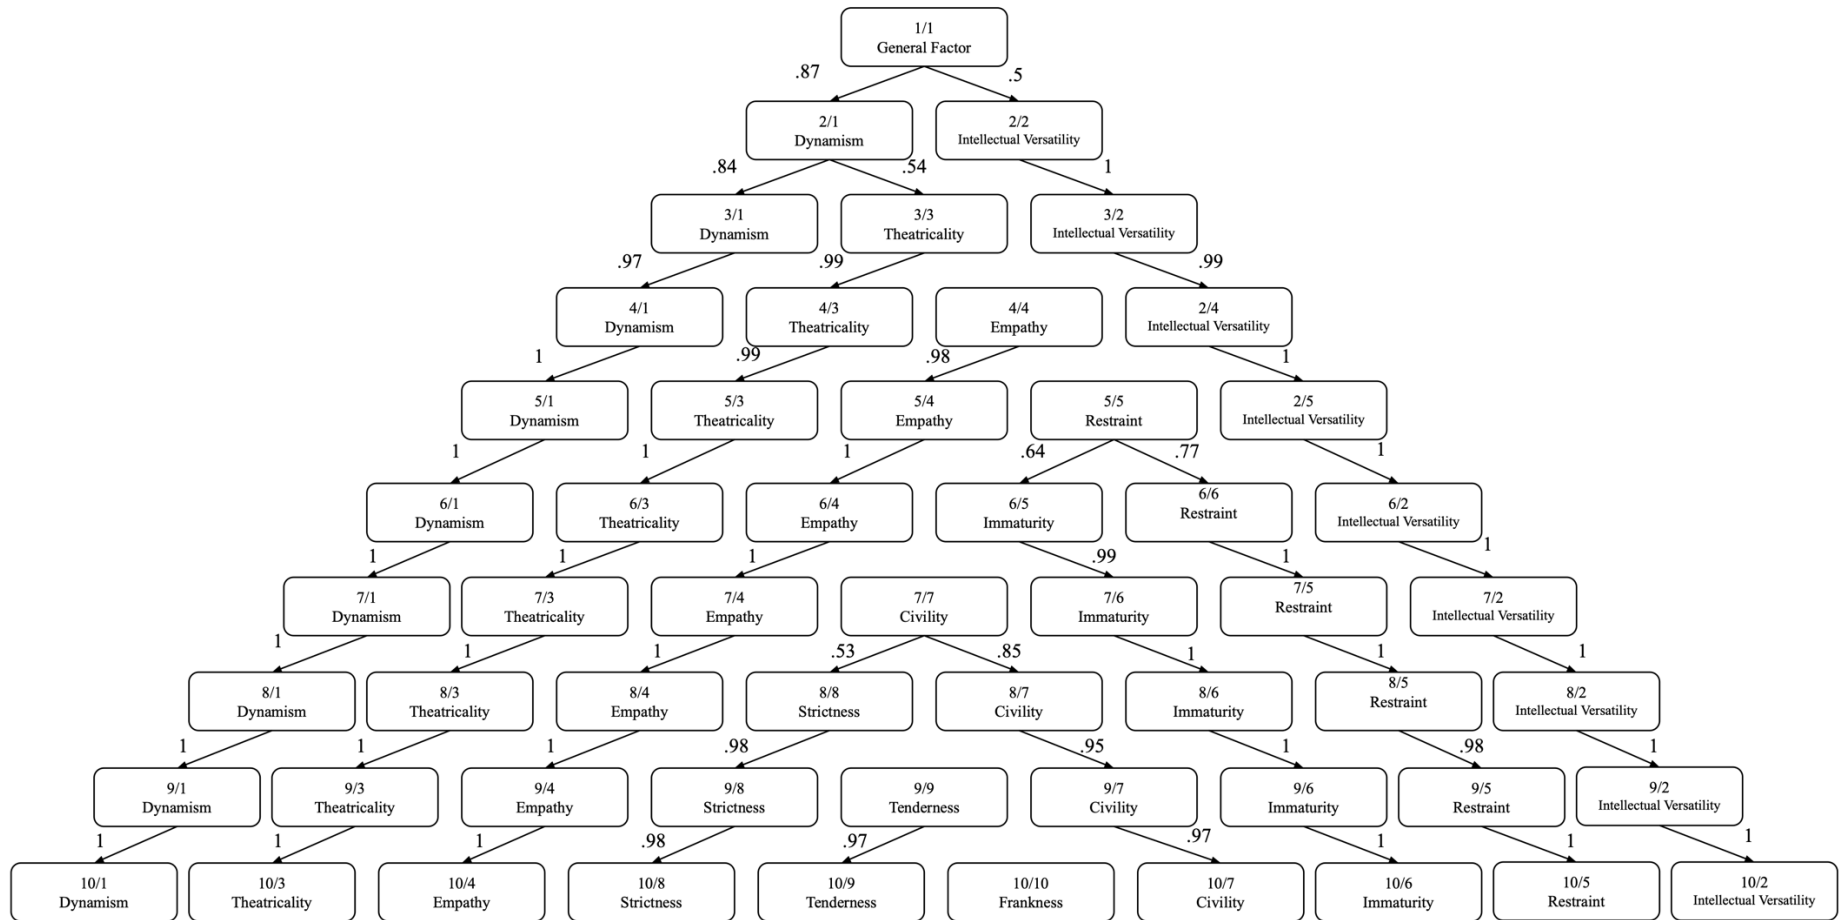 1/1
General Factor
.87
.5
2/1
Dynamism
2/2
Intellectual Versatility
.84
.54
1
3/1
Dynamism
3/3
Theatricality
3/2
Intellectual Versatility
.97
.99
.99
4/1
Dynamism
4/3
Theatricality
4/4
Empathy
2/4
Intellectual Versatility
1
.99
.98
1
5/1
Dynamism
5/3
Theatricality
5/4
Empathy
5/5
Restraint
2/5
Intellectual Versatility
1
1
1
.64
.77
1
6/1
Dynamism
6/3
Theatricality
6/4
Empathy
6/5
Immaturity
6/6
Restraint
6/2
Intellectual Versatility
1
1
1
.99
1
1
7/1
Dynamism
7/3
Theatricality
7/4
Empathy
7/7
Civility
7/6
Immaturity
7/5
Restraint
7/2
Intellectual Versatility
1
1
1
.53
.85
1
1
1
8/1
Dynamism
8/3
Theatricality
8/4
Empathy
8/8
Strictness
8/7
Civility
8/6
Immaturity
8/5
Restraint
8/2
Intellectual Versatility
1
1
1
.98
.95
1
.98
1
9/1
Dynamism
9/3
Theatricality
9/4
Empathy
9/8
Strictness
9/9
Tenderness
9/7
Civility
9/6
Immaturity
9/5
Restraint
9/2
Intellectual Versatility
1
1
1
.98
.97
.97
1
1
1
10/1
Dynamism
10/3
Theatricality
10/4
Empathy
10/8
Strictness
10/9
Tenderness
10/10
Frankness
10/7
Civility
10/6
Immaturity
10/5
Restraint
10/2
Intellectual Versatility